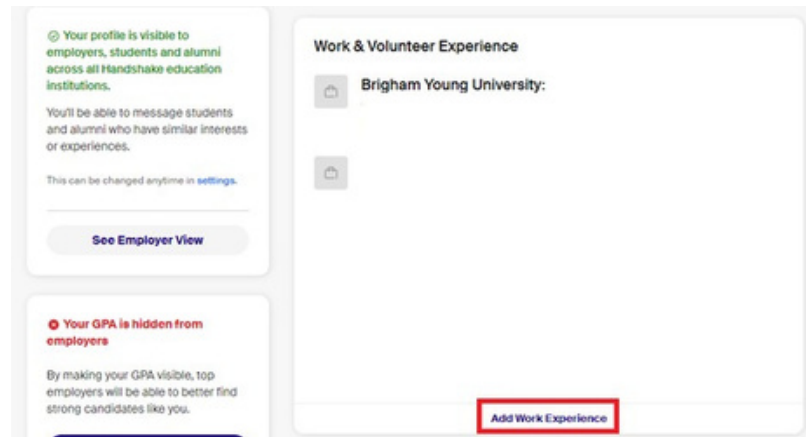 Your profile is visible to
employers, students and alumni
across all Handshake education
institutions.
You'll be able to message students
and alumni who have similar interests
or experiences.
This can be changed anytime in settings.
See Employer View
Your GPA is hidden from
employers
By making your GPA visible, top
employers will be able to better find
strong candidates like you.
Work & Volunteer Experience
Brigham Young University:
Add Work Experience